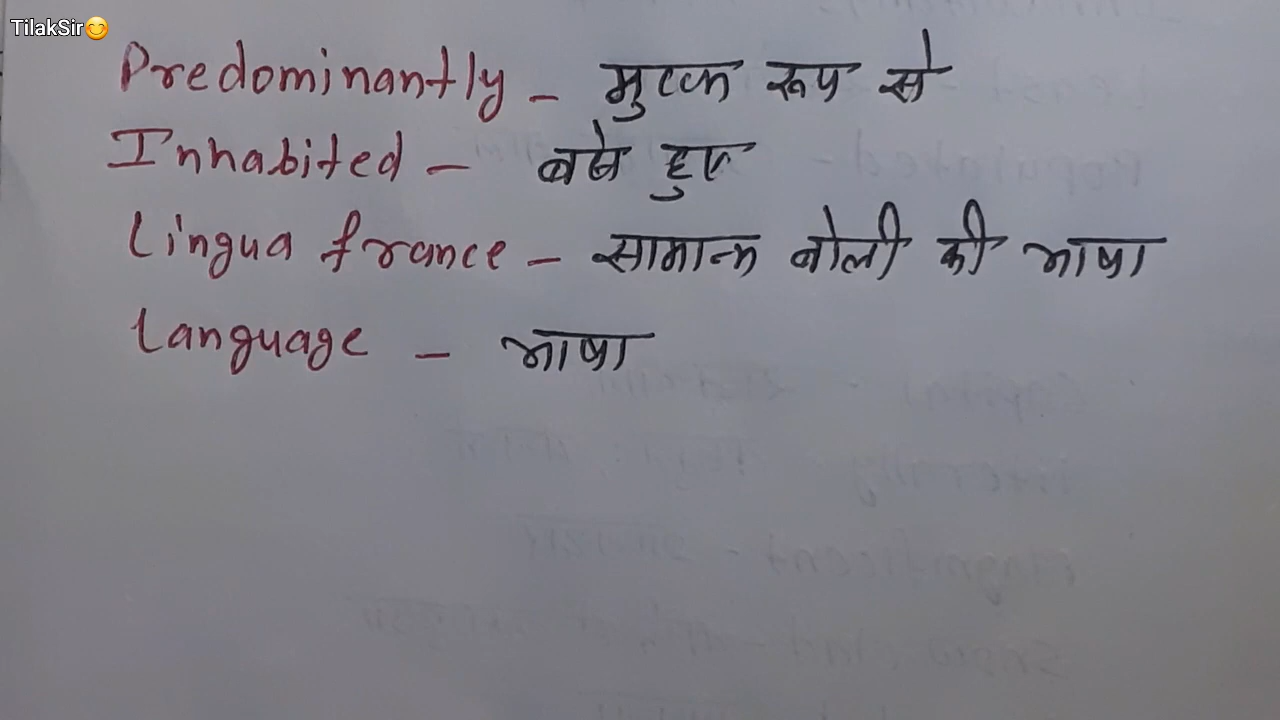 TilakSir😊
Predominantly - मुख्य रूप से
Inhabited - बसे हुए
Lingua france - सामान्य बोली की भाषा
Language - भाषा